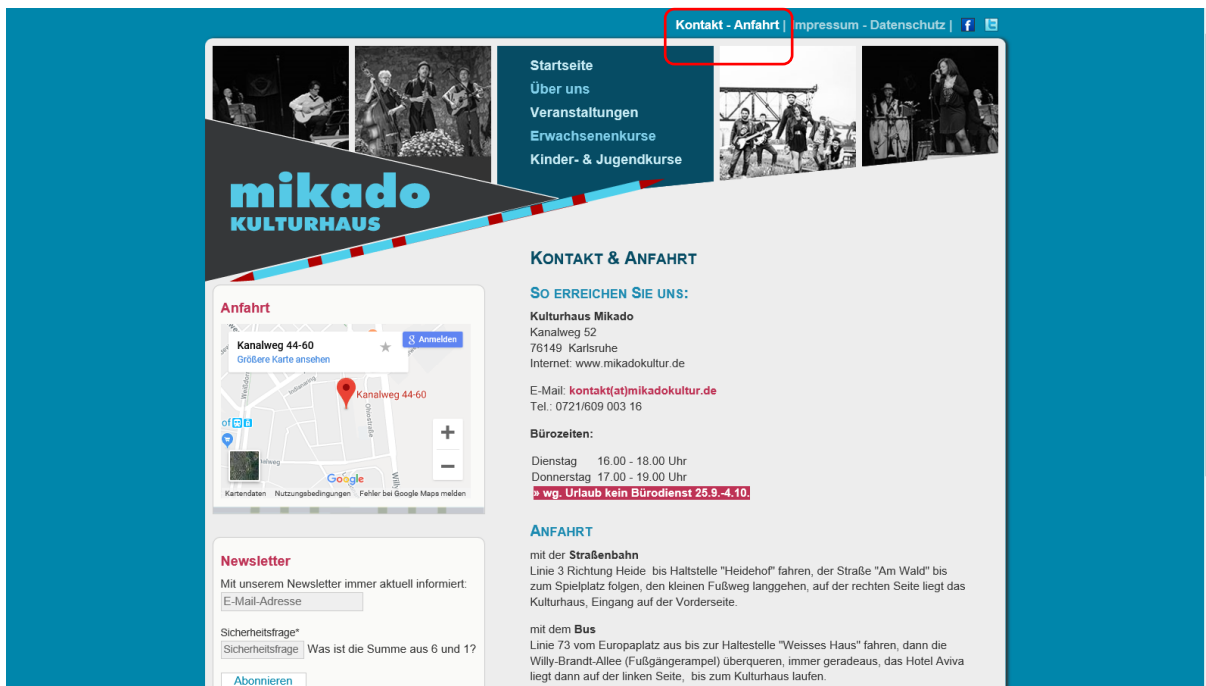 Kontakt - Anfahrt | Impressum - Datenschutz |
Startseite
Über uns
Veranstaltungen
Erwachsenenkurse
Kinder- & Jugendkurse
mikado
KULTURHAUS
Anfahrt
Kanalweg 44-60
Größere Karte ansehen
Anmelden
Kanalweg 44-60
Ohiostraße
Google
Kartendaten Nutzungsbedingungen Fehler bei Google Maps melden
Newsletter
Mit unserem Newsletter immer aktuell informiert:
E-Mail-Adresse
Sicherheitsfrage*
Sicherheitsfrage Was ist die Summe aus 6 und 1?
Abonnieren
KONTAKT & ANFAHRT
SO ERREICHEN SIE UNS:
Kulturhaus Mikado
Kanalweg 52
76149 Karlsruhe
Internet: www.mikadokultur.de
E-Mail: kontakt(at)mikadokultur.de
Tel.: 0721/609 003 16
Bürozeiten:
Dienstag 16.00 - 18.00 Uhr
Donnerstag 17.00 - 19.00 Uhr
» wg. Urlaub kein Bürodienst 25.9.-4.10.
ANFAHRT
mit der Straßenbahn
Linie 3 Richtung Heide bis Haltstelle "Heidehof" fahren, der Straße "Am Wald" bis
zum Spielplatz folgen, den kleinen Fußweg langgehen, auf der rechten Seite liegt das
Kulturhaus, Eingang auf der Vorderseite.
mit dem Bus
Linie 73 vom Europaplatz aus bis zur Haltestelle "Weisses Haus" fahren, dann die
Willy-Brandt-Allee (Fußgängerampel) überqueren, immer geradeaus, das Hotel Aviva
liegt dann auf der linken Seite, bis zum Kulturhaus laufen.